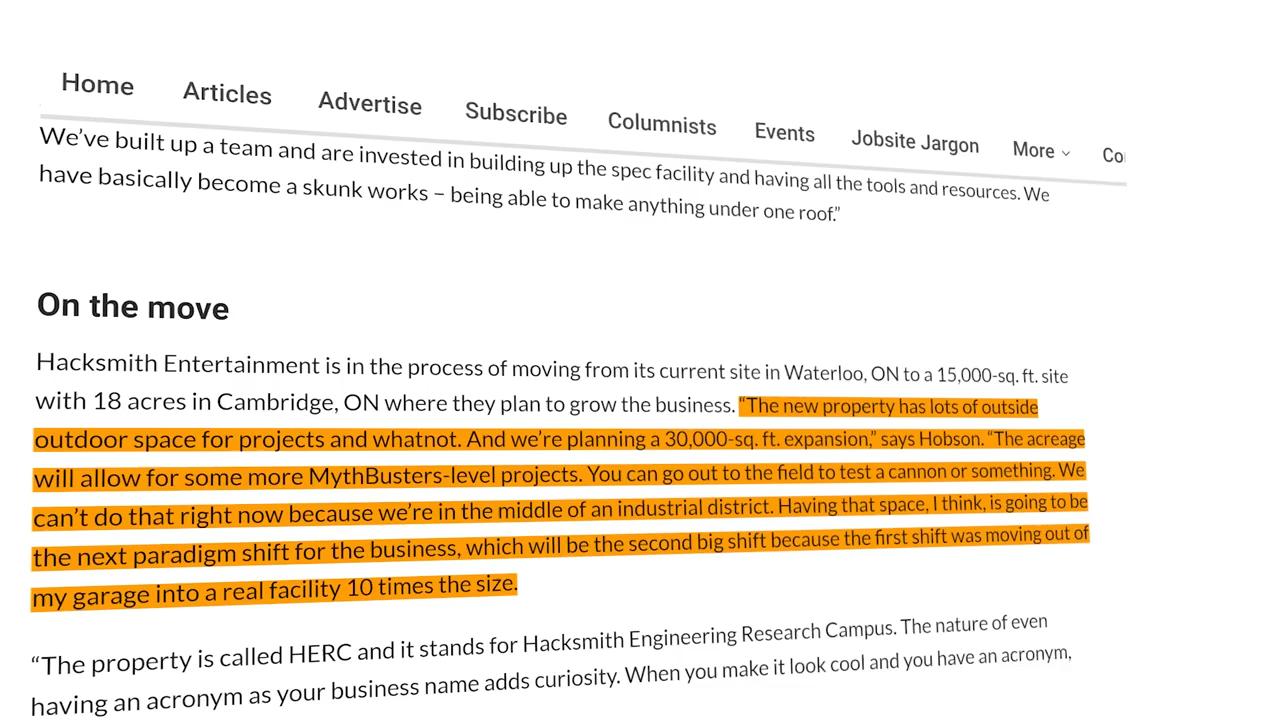 Home Articles Advertise Subscribe Columnists Events Jobsite Jargon More
We’ve built up a team and are invested in building up the spec facility and having all the tools and resources. We
have basically become a skunk works – being able to make anything under one roof.”
On the move
Hacksmith Entertainment is in the process of moving from its current site in Waterloo, ON to a 15,000-sq. ft. site
with 18 acres in Cambridge, ON where they plan to grow the business. “The new property has lots of outside
outdoor space for projects and whatnot. And we’re planning a 30,000-sq. ft. expansion,” says Hobson. “The acreage
will allow for some more MythBusters-level projects. You can go out to the field to test a cannon or something. We
can’t do that right now because we’re in the middle of an industrial district. Having that space, I think, is going to be
the next paradigm shift for the business, which will be the second big shift because the first shift was moving out of
my garage into a real facility 10 times the size.
“The property is called HERC and it stands for Hacksmith Engineering Research Campus. The nature of even
having an acronym as your business name adds curiosity. When you make it look cool and you have an acronym,